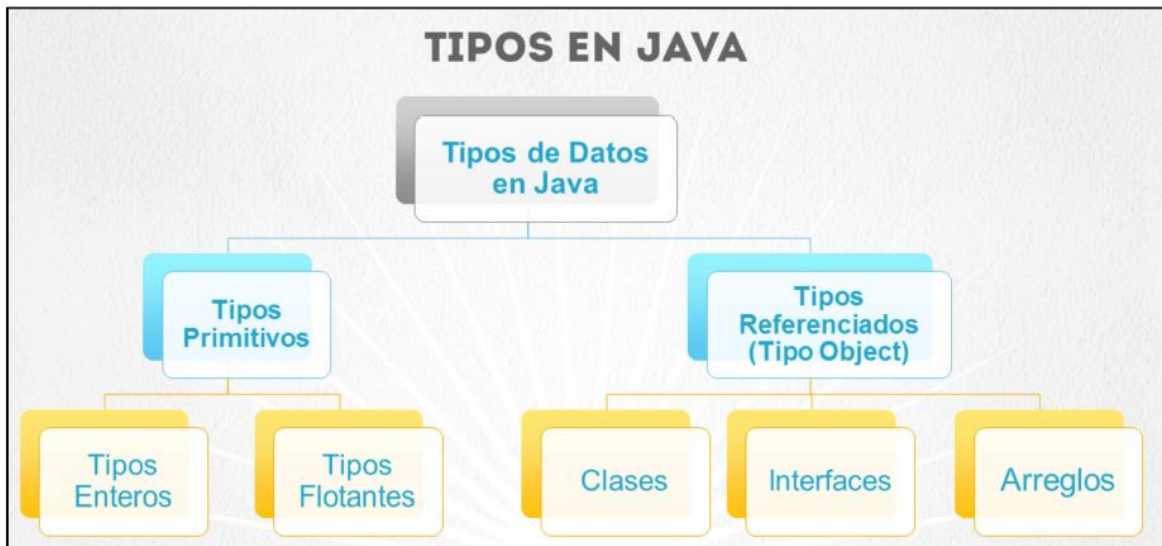 TIPOS EN JAVA
Tipos de Datos
en Java
Tipos
Primitivos
Tipos
Referenciados
(Tipo Object)
Tipos
Enteros
Tipos
Flotantes
Clases
Interfaces
Arreglos